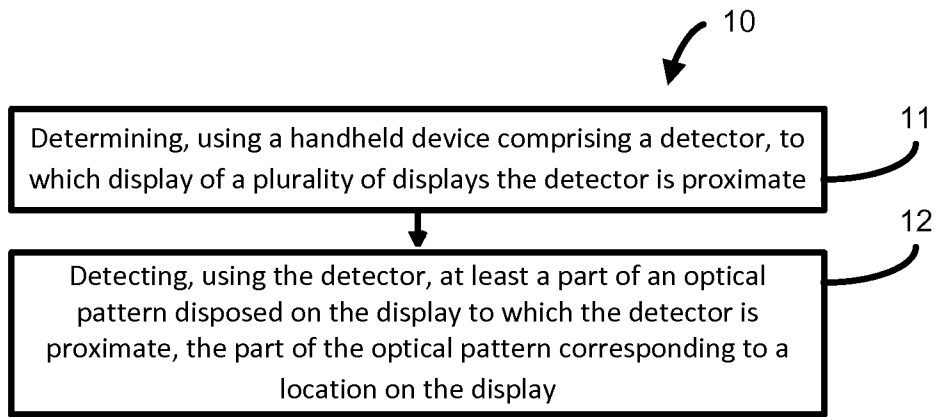 10
Determining, using a handheld device comprising a detector, to
which display of a plurality of displays the detector is proximate
11
12
Detecting, using the detector, at least a part of an optical
pattern disposed on the display to which the detector is
proximate, the part of the optical pattern corresponding to a
location on the display